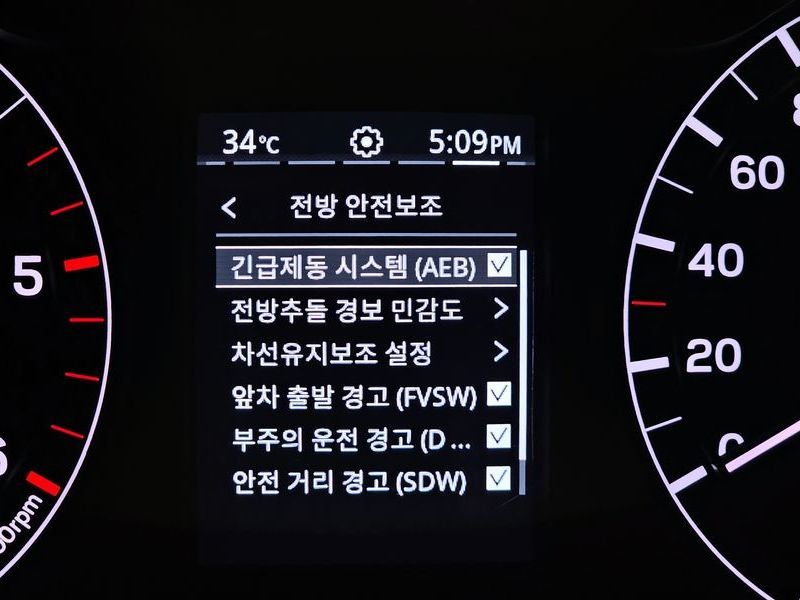 34°C 5:09PM
< 전방 안전보조
긴급제동 시스템 (AEB)
전방추돌 경보 민감도 >
차선유지보조 설정 >
앞차 출발 경고 (FVSW)
부주의 운전 경고 (D ...
안전 거리 경고 (SDW)
5
60
40
20
0